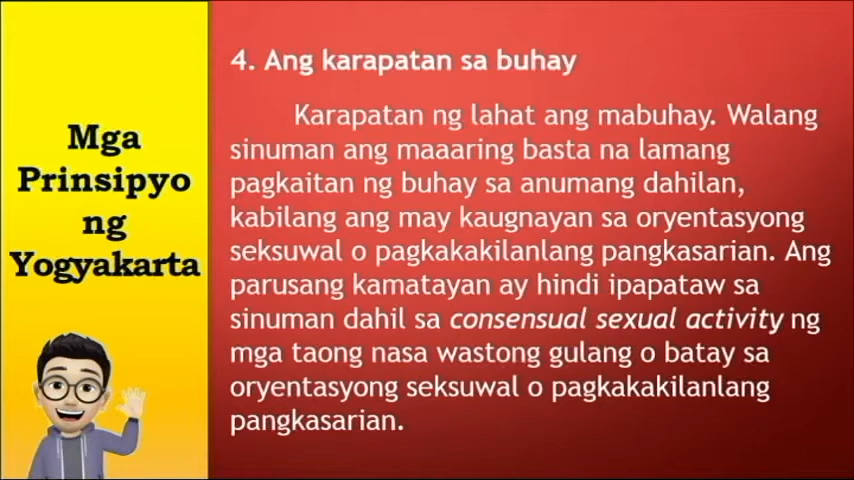 Mga
Prinsipyo
ng
Yogyakarta
4. Ang karapatan sa buhay
Karapatan ng lahat ang mabuhay. Walang
sinuman ang maaaring basta na lamang
pagkaitan ng buhay sa anumang dahilan,
kabilang ang may kaugnayan sa oryentasyong
seksuwal o pagkakakilanlang pangkasarian. Ang
parusang kamatayan ay hindi ipapataw sa
sinuman dahil sa consensual sexual activity ng
mga taong nasa wastong gulang o batay sa
oryentasyong seksuwal o pagkakakilanlang
pangkasarian.